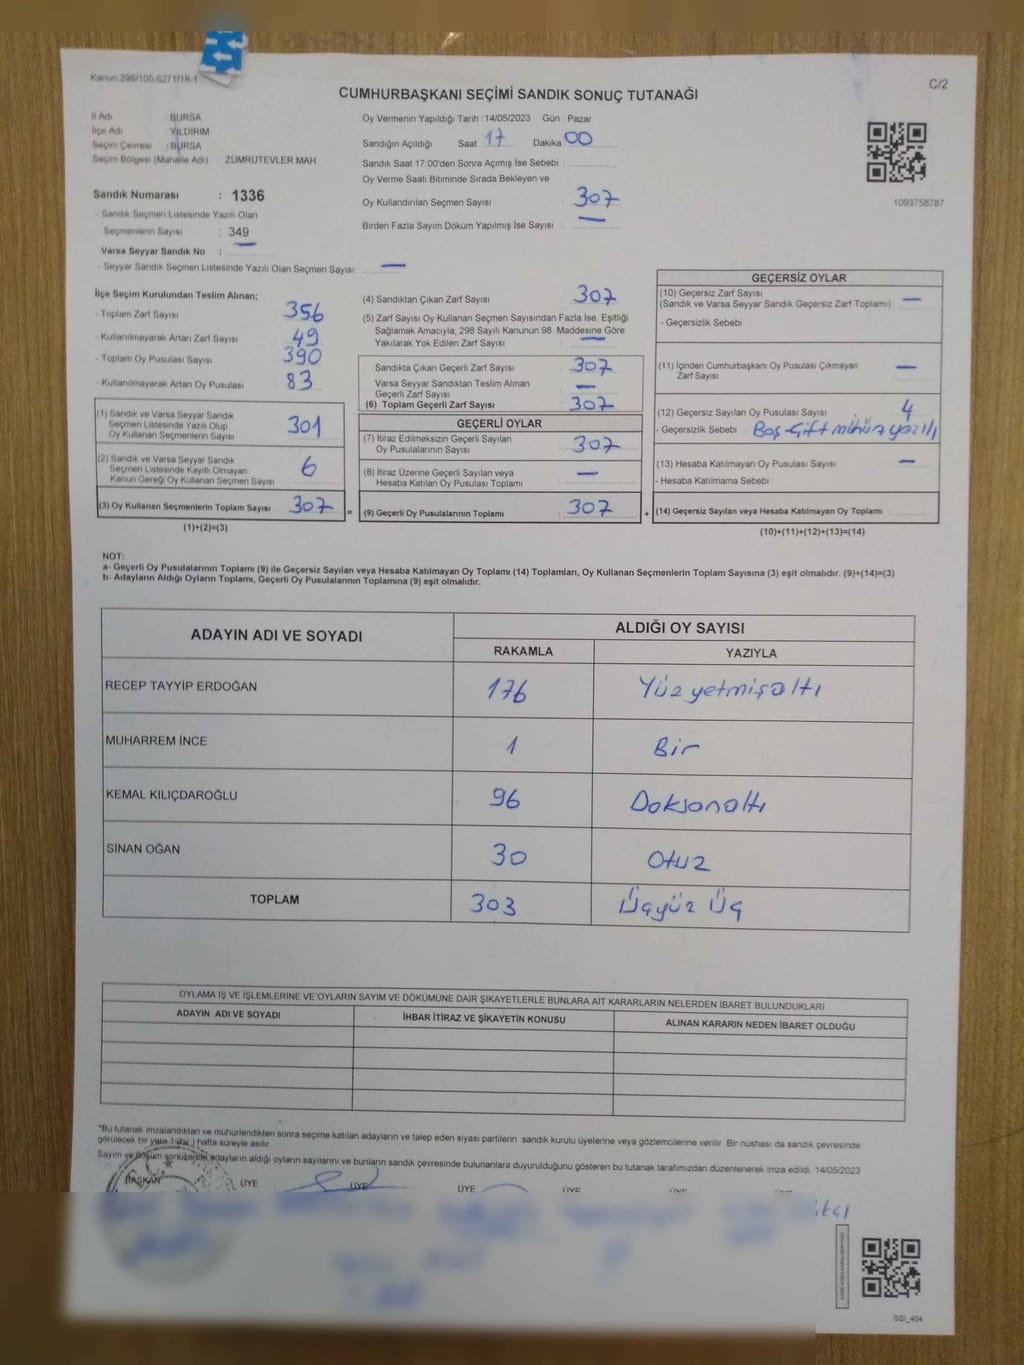 Kanun:298/105.6271/18-1
C/2
CUMHURBAŞKANI SEÇİMİ SANDIK SONUÇ TUTANAĞI
İl Adı BURSA
İlçe Adı YILDIRIM
Seçim Çevresi : BURSA
Seçim Bölgesi (Mahalle Adı) ZÜMRÜTEVLER MAH
Sandık Numarası : 1336
- Sandık Seçmen Listesinde Yazılı Olan
Seçmenlerin Sayısı : 349
Varsa Seyyar Sandık No : —
- Seyyar Sandık Seçmen Listesinde Yazılı Olan Seçmen Sayısı —
Oy Vermenin Yapıldığı Tarih : 14/05/2023 Gün : Pazar
Sandığın Açıldığı Saat 17 Dakika 00
Sandık Saat 17:00'den Sonra Açımış İse Sebebi :
Oy Verme Saati Bitiminde Sırada Bekleyen ve
Oy Kullandırılan Seçmen Sayısı 307
Birden Fazla Sayım Döküm Yapılmış İse Sayısı —
1093758787
İlçe Seçim Kurulundan Teslim Alınan;
- Toplam Zarf Sayısı 356
- Kullanılmayarak Artan Zarf Sayısı 49
- Toplam Oy Pusulası Sayısı 390
- Kullanılmayarak Artan Oy Pusulası 83
(1) Sandık ve Varsa Seyyar Sandık
Seçmen Listesinde Yazılı Olup
Oy Kullanan Seçmenlerin Sayısı 301
(2) Sandık ve Varsa Seyyar Sandık
Seçmen Listesinde Kayıtlı Olmayan
Kanun Gereği Oy Kullanan Seçmen Sayısı 6
(3) Oy Kullanan Seçmenlerin Toplam Sayısı 307 =
(1)+(2)=(3)
(4) Sandıktan Çıkan Zarf Sayısı 307
(5) Zarf Sayısı Oy Kullanan Seçmen Sayısından Fazla İse, Eşitliği
Sağlamak Amacıyla, 298 Sayılı Kanunun 98. Maddesine Göre
Yakılarak Yok Edilen Zarf Sayısı —
Sandıkta Çıkan Geçerli Zarf Sayısı 307
Varsa Seyyar Sandıktan Teslim Alınan
Geçerli Zarf Sayısı —
(6) Toplam Geçerli Zarf Sayısı 307
GEÇERLİ OYLAR
(7) İtiraz Edilmeksizin Geçerli Sayılan
Oy Pusulalarının Sayısı 307
(8) İtiraz Üzerine Geçerli Sayılan veya
Hesaba Katılan Oy Pusulası Toplamı —
(9) Geçerli Oy Pusulalarının Toplamı 307 +
GEÇERSİZ OYLAR
(10) Geçersiz Zarf Sayısı
(Sandık ve Varsa Seyyar Sandık Geçersiz Zarf Toplamı) —
- Geçersizlik Sebebi
(11) İçinden Cumhurbaşkanı Oy Pusulası Çıkmayan
Zarf Sayısı —
(12) Geçersiz Sayılan Oy Pusulası Sayısı 4
- Geçersizlik Sebebi Boş Çift mühür yazılı
(13) Hesaba Katılmayan Oy Pusulası Sayısı —
- Hesaba Katılmama Sebebi :
(14) Geçersiz Sayılan veya Hesaba Katılmayan Oy Toplamı
(10)+(11)+(12)+(13)=(14)
NOT:
a- Geçerli Oy Pusulalarının Toplamı (9) ile Geçersiz Sayılan veya Hesaba Katılmayan Oy Toplamı (14) Toplamları, Oy Kullanan Seçmenlerin Toplam Sayısına (3) eşit olmalıdır. (9)+(14)=(3)
b- Adayların Aldığı Oyların Toplamı, Geçerli Oy Pusulalarının Toplamına (9) eşit olmalıdır.
ADAYIN ADI VE SOYADI ALDIĞI OY SAYISI
RAKAMLA YAZIYLA
RECEP TAYYİP ERDOĞAN 176 Yüz yetmişaltı
MUHARREM İNCE 1 Bir
KEMAL KILIÇDAROĞLU 96 Doksanaltı
SİNAN OĞAN 30 Otuz
TOPLAM 303 Üçyüz Üç
OYLAMA İŞ VE İŞLEMLERİNE VE OYLARIN SAYIM VE DÖKÜMÜNE DAİR ŞİKAYETLERLE BUNLARA AİT KARARLARIN NELERDEN İBARET BULUNDUKLARI
ADAYIN ADI VE SOYADI İHBAR İTİRAZ VE ŞİKAYETİN KONUSU ALINAN KARARIN NEDEN İBARET OLDUĞU
*Bu tutanak imzalandıktan ve mühürlendikten sonra seçime katılan adayların ve talep eden siyasi partilerin sandık kurulu üyelerine veya gözlemcilerine verilir. Bir nüshası da sandık çevresinde
görülecek bir yere 1 (bir) hafta süreyle asılır.
Sayım ve döküm sonucunda adayların aldığı oyların sayılarını ve bunların sandık çevresinde bulunanlara duyurulduğunu gösteren bu tutanak tarafımızdan düzenlenerek imza edildi. 14/05/2023
BAŞKAN ÜYE ÜYE ÜYE ÜYE ÜYE ÜYE
SSI_404